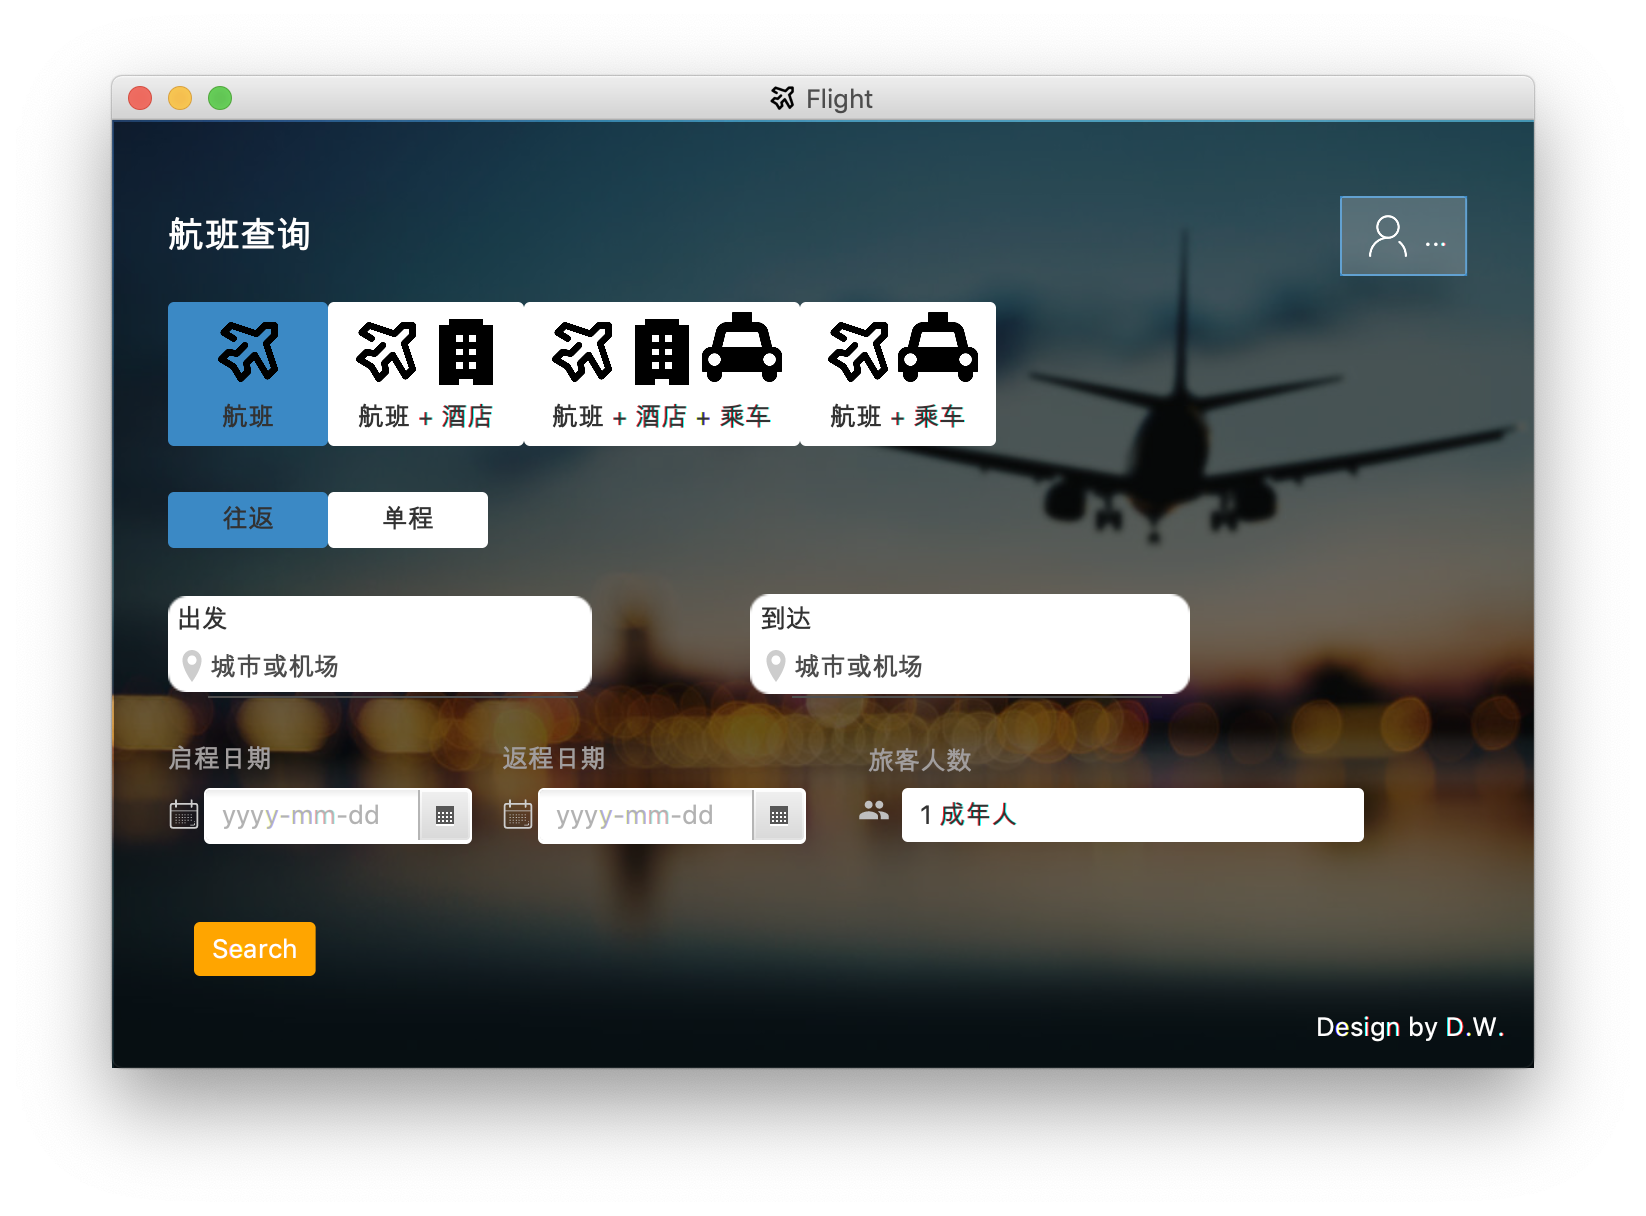 Flight
航班查询
...
航班
航班 + 酒店
航班 + 酒店 + 乘车
航班 + 乘车
往返
单程
出发
城市或机场
到达
城市或机场
启程日期
返程日期
旅客人数
yyyy-mm-dd
yyyy-mm-dd
1 成年人
Search
Design by D.W.